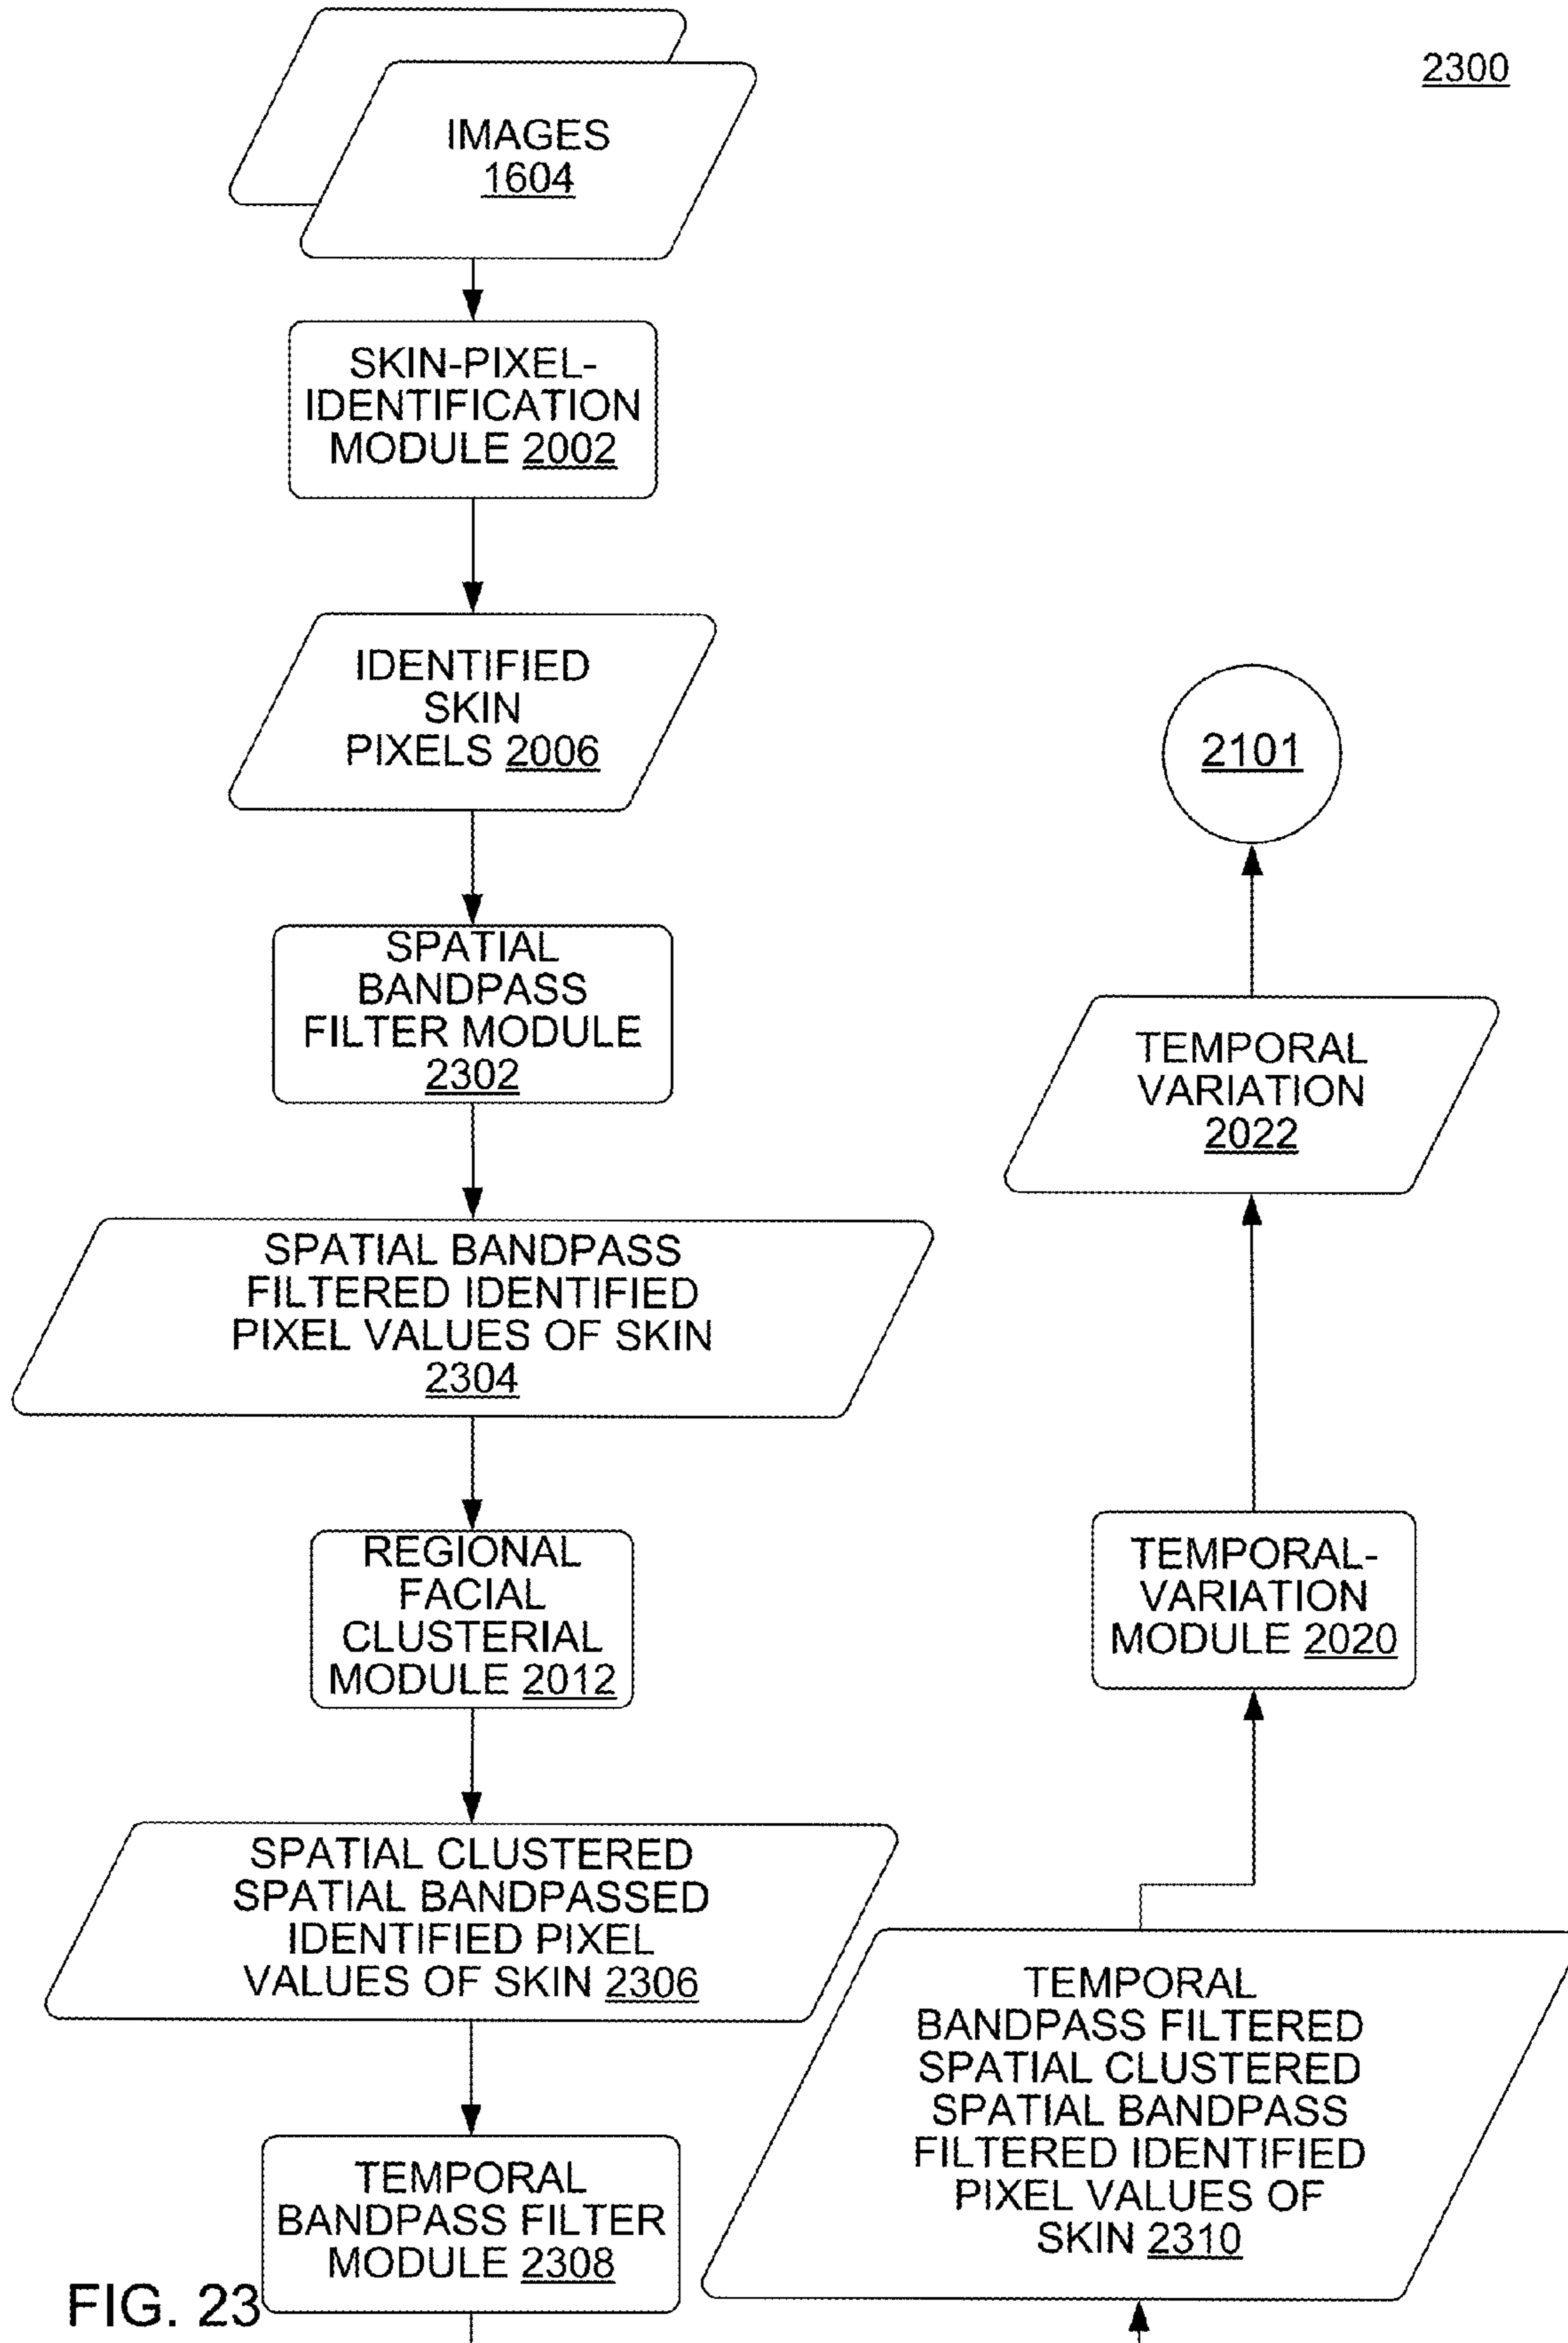 2300
IMAGES
1604
SKIN-PIXEL-
IDENTIFICATION
MODULE 2002
IDENTIFIED
SKIN
PIXELS 2006
SPATIAL
BANDPASS
FILTER MODULE
2302
SPATIAL BANDPASS
FILTERED IDENTIFIED
PIXEL VALUES OF SKIN
2304
REGIONAL
FACIAL
CLUSTERIAL
MODULE 2012
SPATIAL CLUSTERED
SPATIAL BANDPASSED
IDENTIFIED PIXEL
VALUES OF SKIN 2306
TEMPORAL
BANDPASS FILTER
MODULE 2308
TEMPORAL
BANDPASS FILTERED
SPATIAL CLUSTERED
SPATIAL BANDPASS
FILTERED IDENTIFIED
PIXEL VALUES OF
SKIN 2310
TEMPORAL-
VARIATION
MODULE 2020
TEMPORAL
VARIATION
2022
2101
FIG. 23